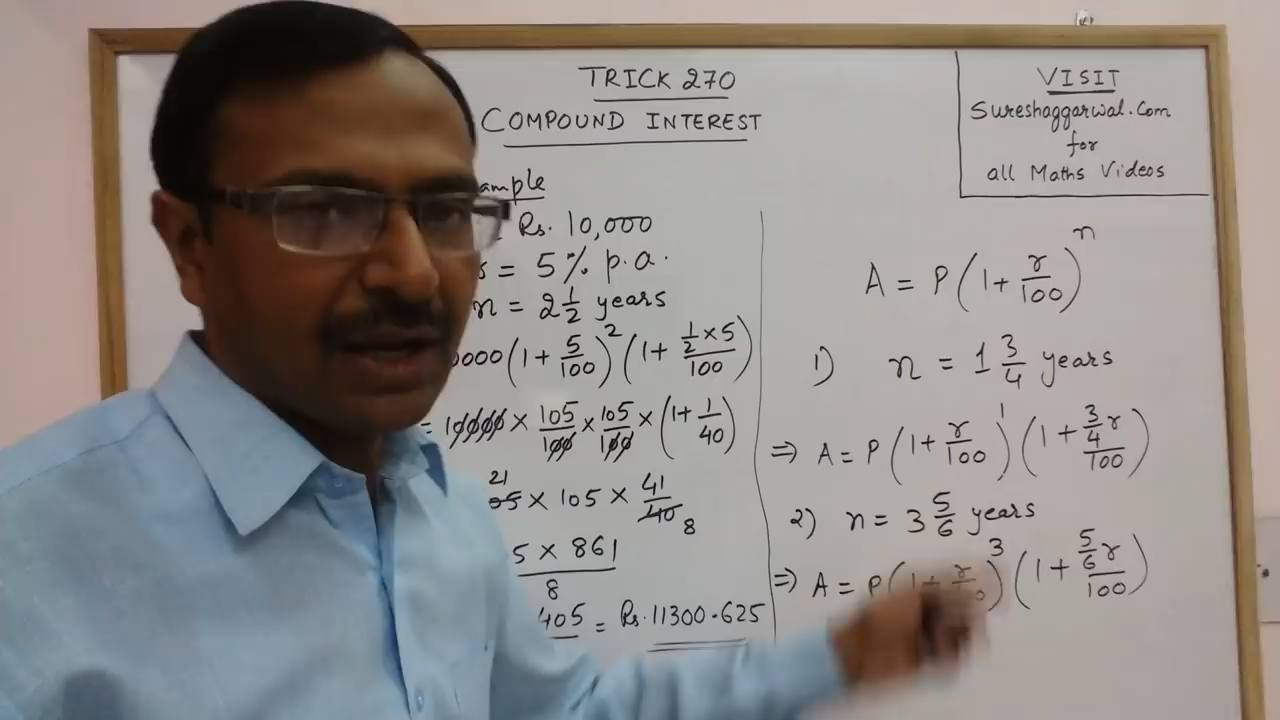 TRICK 270
COMPOUND INTEREST
VISIT
Sureshaggarwal.Com
for
all Maths Videos
ample
Rs. 10,000
r = 5% p.a.
n = 2 1/2 years
0000 (1 + 5/100)^2 (1 + (1/2 × 5)/100)
= 10000 × 105/100 × 105/100 × (1 + 1/40)
21
05 × 105 × 41/40 8
5 × 861
8
405 = Rs. 11300.625
A = P (1 + r/100)^n
1) n = 1 3/4 years
⇒ A = P (1 + r/100)^1 (1 + (3/4 r)/100)
2) n = 3 5/6 years
⇒ A = P (1 + r/100)^3 (1 + (5/6 r)/100)